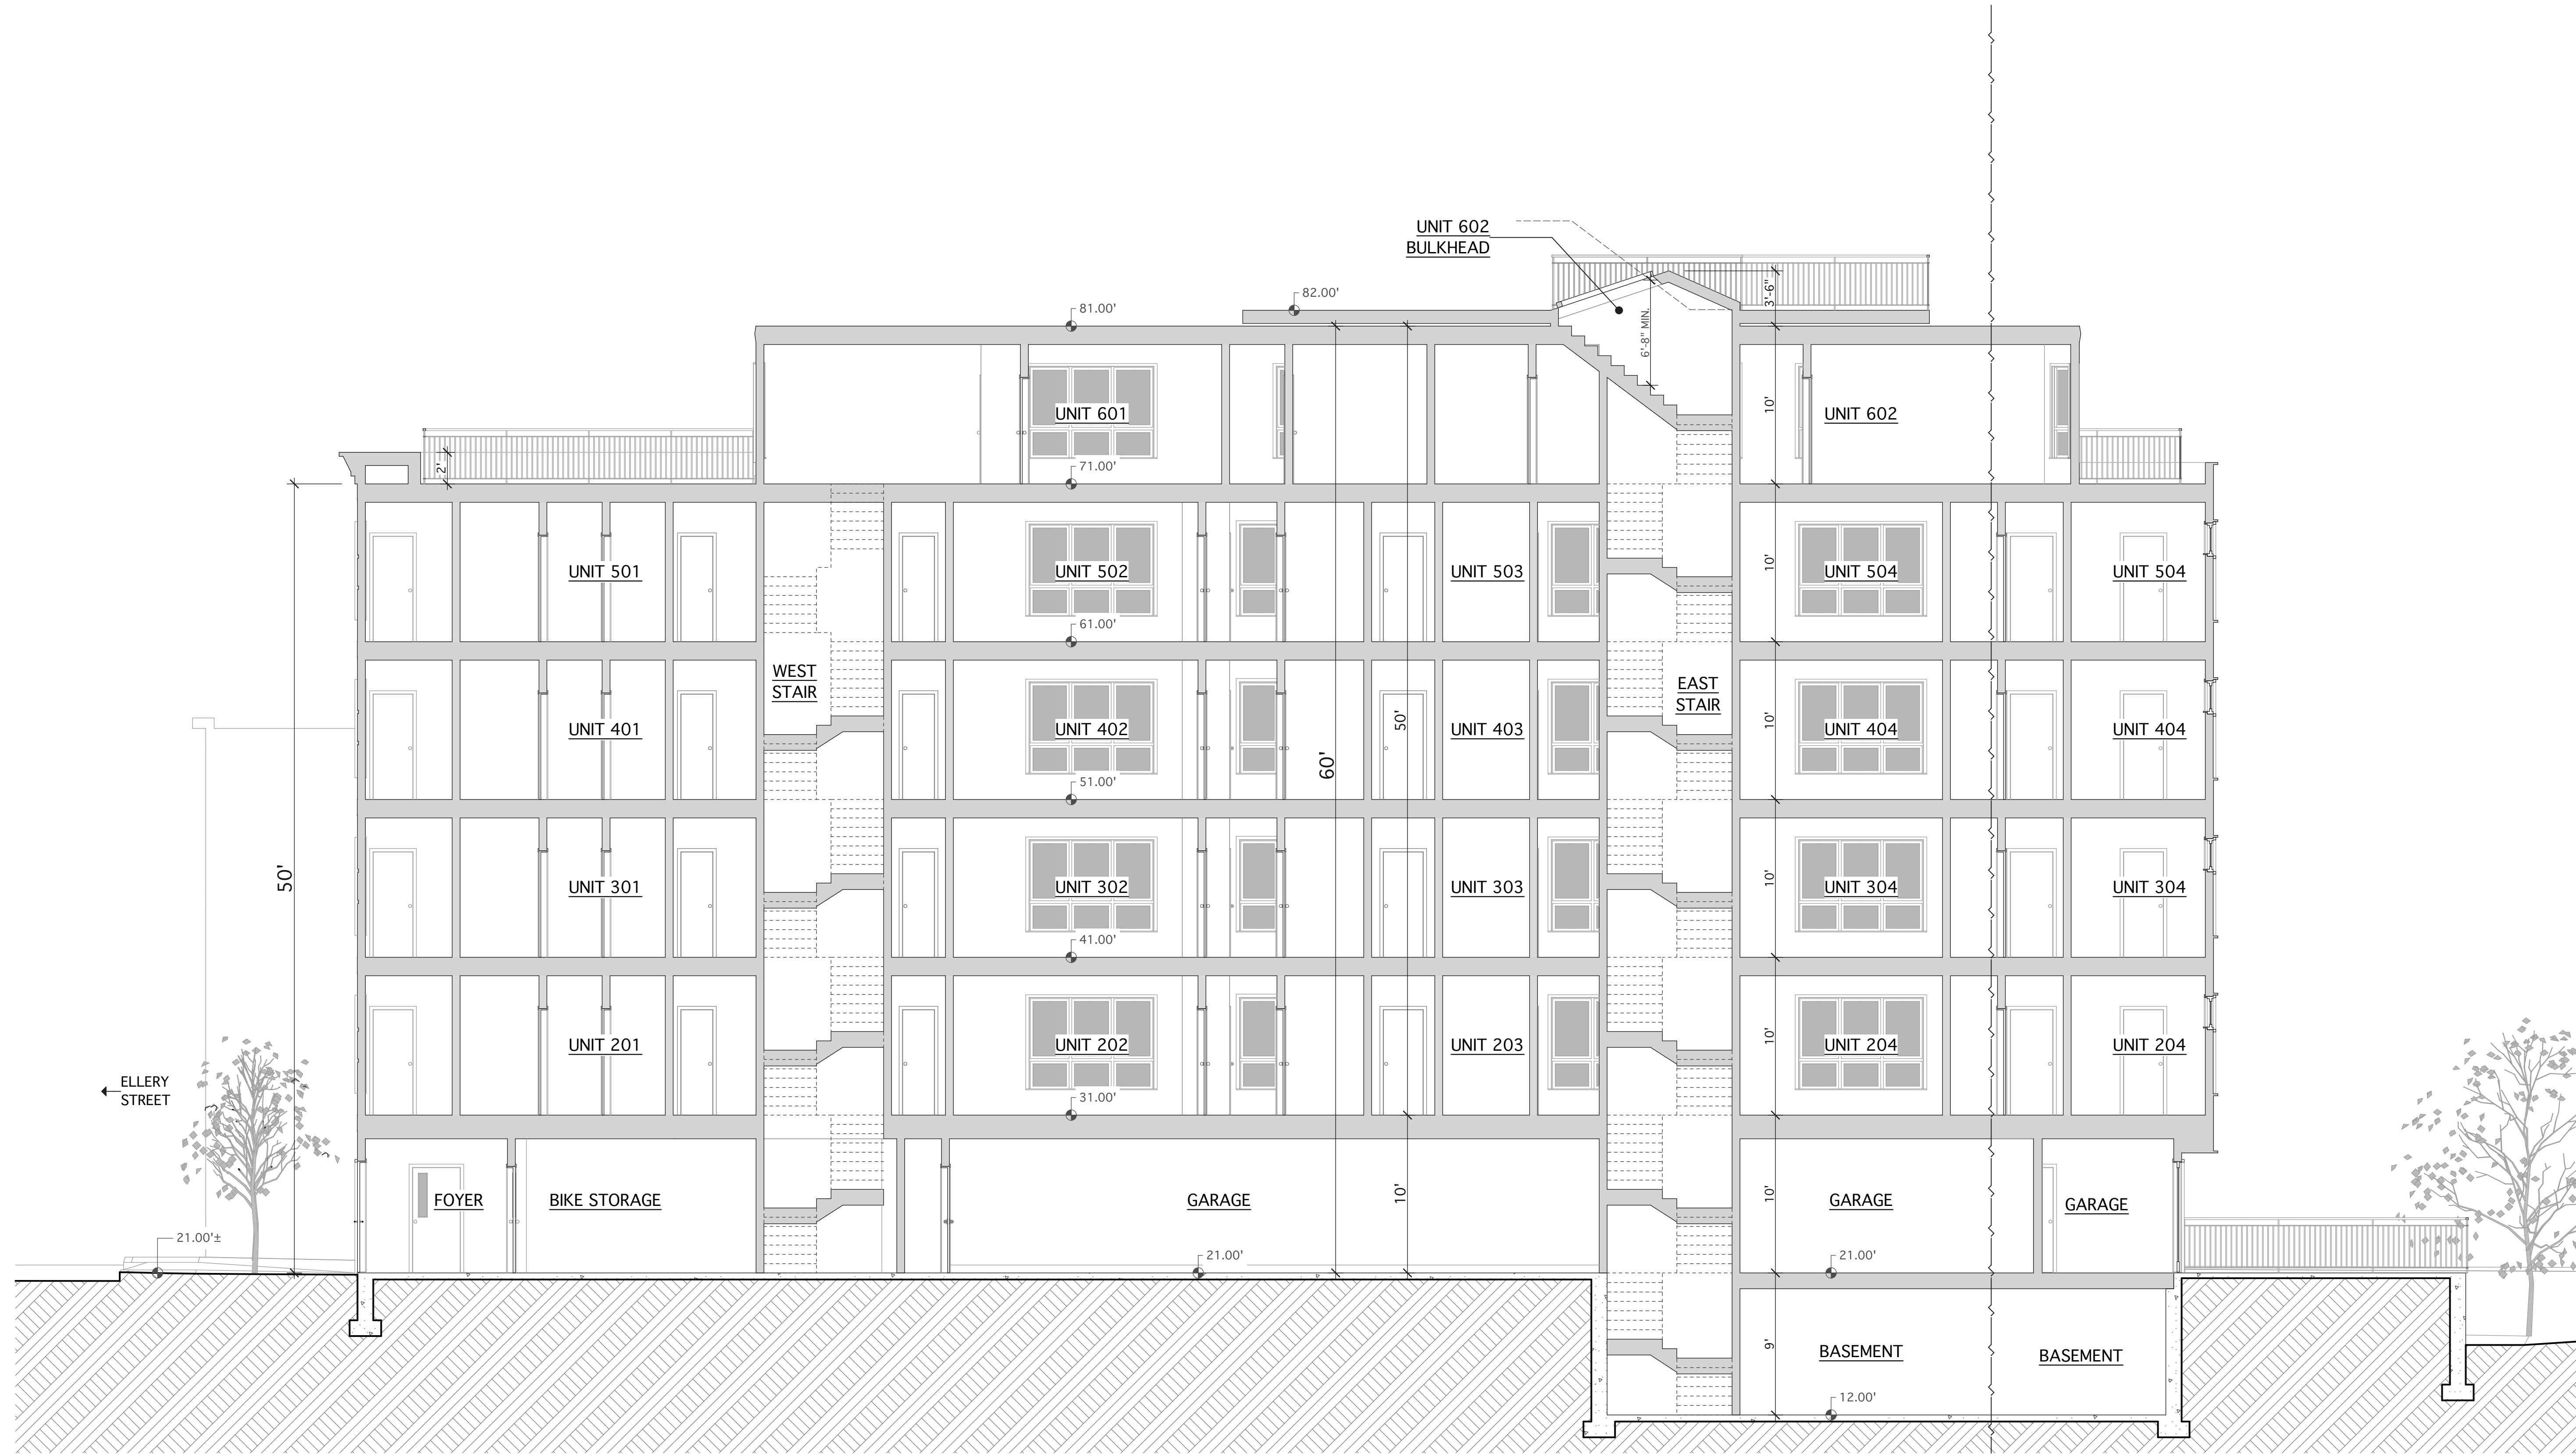 UNIT 602
BULKHEAD
82.00'
81.00'
3'-6"
6'-8" MIN.
UNIT 601
10'
UNIT 602
2'
71.00'
UNIT 501
UNIT 502
UNIT 503
10'
UNIT 504
UNIT 504
61.00'
WEST
STAIR
EAST
STAIR
UNIT 401
UNIT 402
60'
50'
UNIT 403
10'
UNIT 404
UNIT 404
51.00'
50'
UNIT 301
UNIT 302
UNIT 303
10'
UNIT 304
UNIT 304
41.00'
UNIT 201
UNIT 202
UNIT 203
10'
UNIT 204
UNIT 204
ELLERY
STREET
31.00'
FOYER
BIKE STORAGE
GARAGE
10'
10'
GARAGE
GARAGE
21.00'±
21.00'
21.00'
9'
BASEMENT
BASEMENT
12.00'